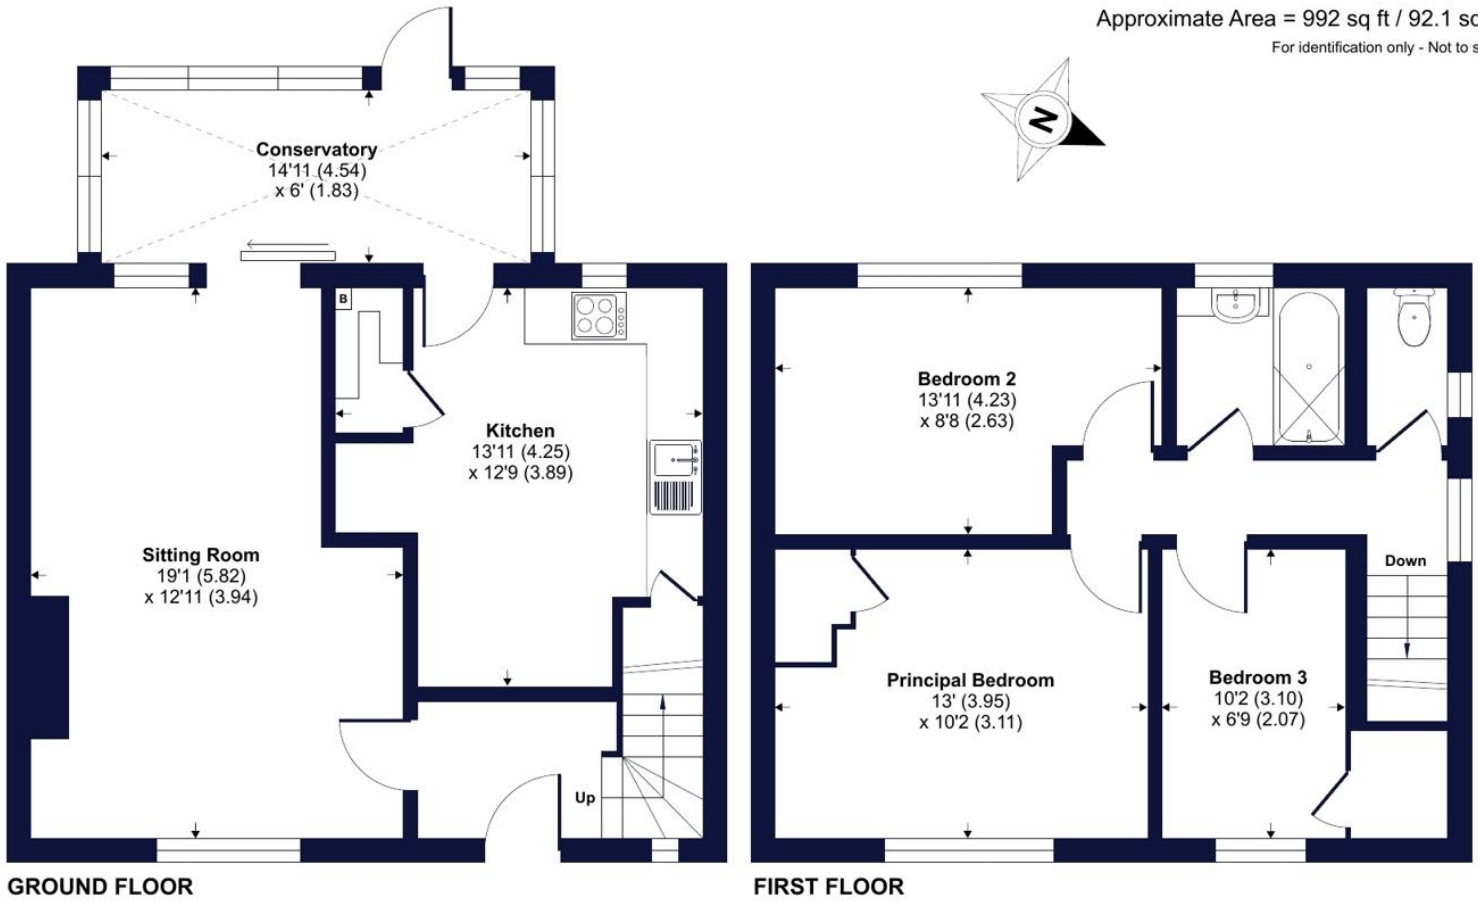 Approximate Area = 992 sq ft / 92.1 sq
For identification only - Not to s
N
Conservatory
14'11 (4.54)
x 6' (1.83)
B
Kitchen
13'11 (4.25)
x 12'9 (3.89)
Sitting Room
19'1 (5.82)
x 12'11 (3.94)
Up
GROUND FLOOR
Bedroom 2
13'11 (4.23)
x 8'8 (2.63)
Down
Principal Bedroom
13' (3.95)
x 10'2 (3.11)
Bedroom 3
10'2 (3.10)
x 6'9 (2.07)
FIRST FLOOR